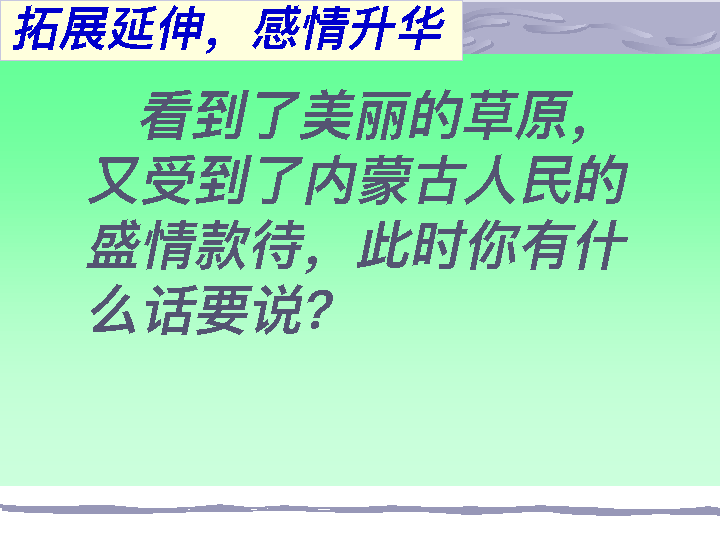 拓展延伸，感情升华
看到了美丽的草原，
又受到了内蒙古人民的
盛情款待，此时你有什
么话要说？